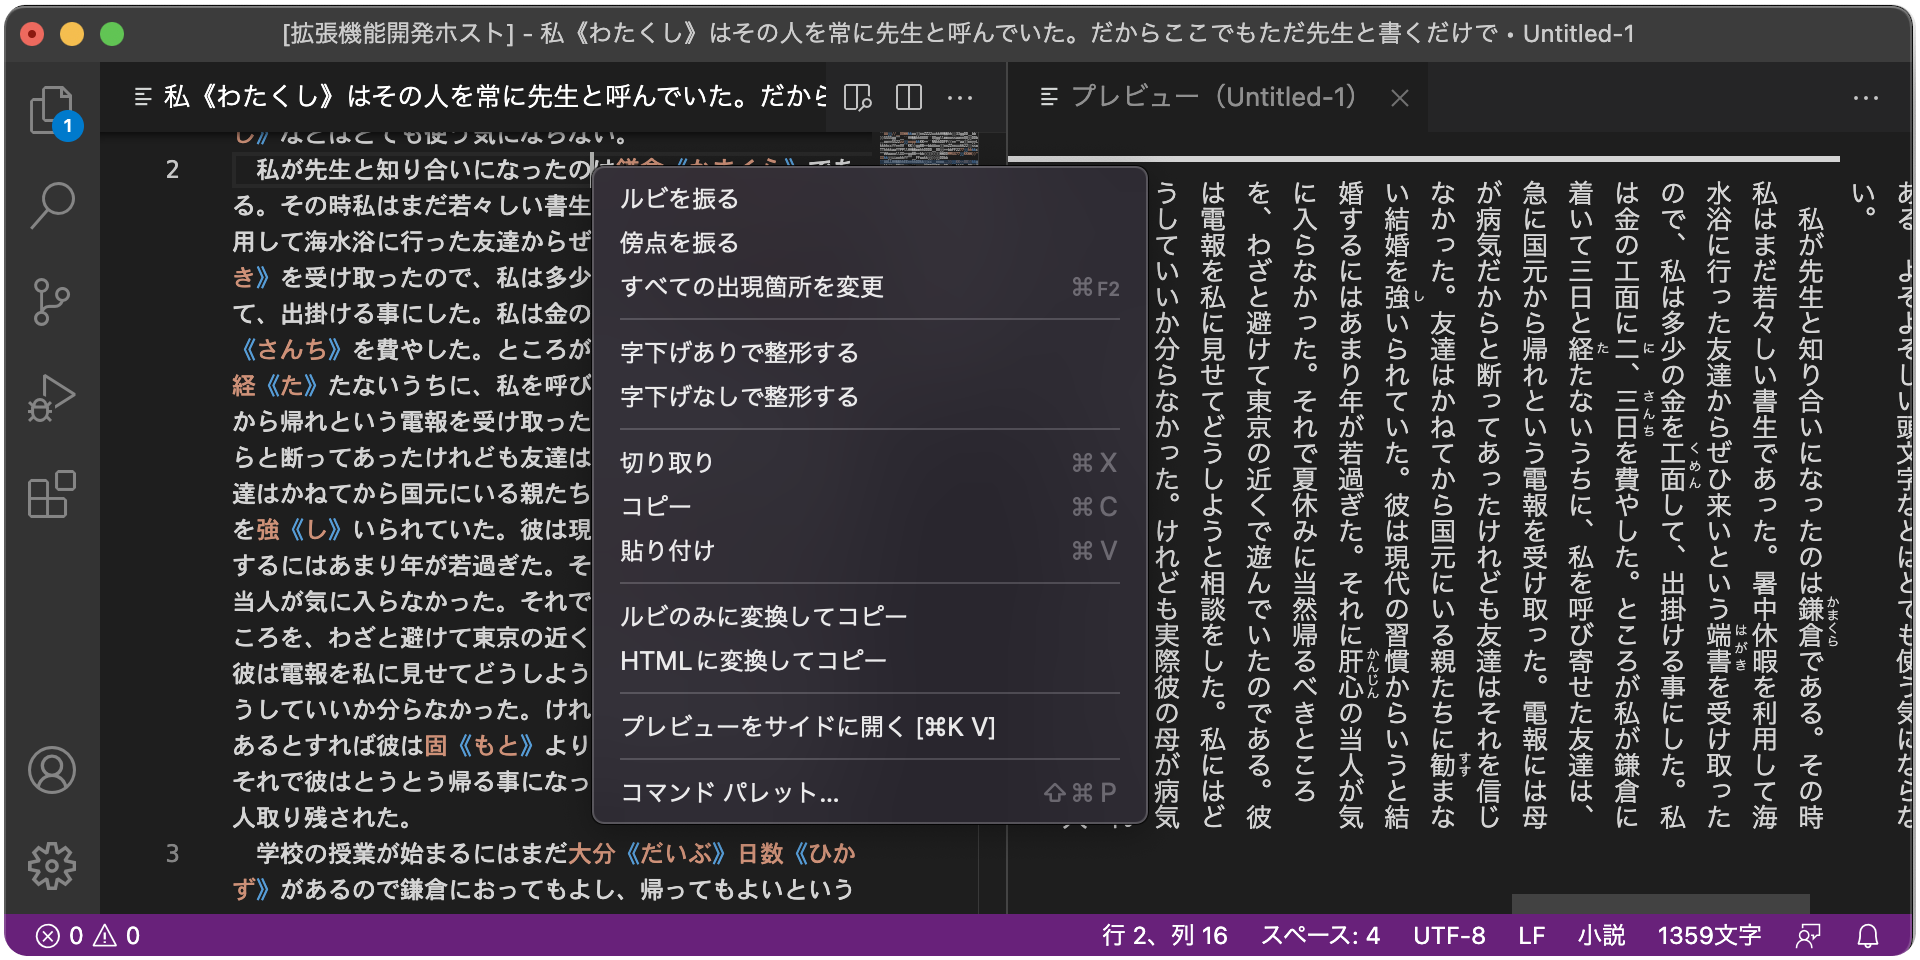 [拡張機能開発ホスト] - 私《わたくし》はその人を常に先生と呼んでいた。だからここでもただ先生と書くだけで • Untitled-1
私《わたくし》はその人を常に先生と呼んでいた。だから
プレビュー（Untitled-1）
1
し》などはとても使う気にならない。
2
私が先生と知り合いになったのは鎌倉《かまくら》であ
る。その時私はまだ若々しい書生
用して海水浴に行った友達からぜ
き》を受け取ったので、私は多少
て、出掛ける事にした。私は金の
《さんち》を費やした。ところが
経《た》たないうちに、私を呼び
から帰れという電報を受け取った
らと断ってあったけれども友達は
達はかねてから国元にいる親たち
を強《し》いられていた。彼は現
するにはあまり年が若過ぎた。そ
当人が気に入らなかった。それで
ころを、わざと避けて東京の近く
彼は電報を私に見せてどうしよう
うしていいか分らなかった。けれ
あるとすれば彼は固《もと》より
それで彼はとうとう帰る事になっ
人取り残された。
3
学校の授業が始まるにはまだ大分《だいぶ》日数《ひか
ず》があるので鎌倉におってもよし、帰ってもよいという
ルビを振る
傍点を振る
すべての出現箇所を変更 ⌘F2
字下げありで整形する
字下げなしで整形する
切り取り ⌘X
コピー ⌘C
貼り付け ⌘V
ルビのみに変換してコピー
HTMLに変換してコピー
プレビューをサイドに開く [⌘K V]
コマンド パレット... ⇧⌘P
ある。よそよそしい頭文字などはとても使う気にならな
い。
私が先生と知り合いになったのは鎌倉である。その時
かまくら
私はまだ若々しい書生であった。暑中休暇を利用して海
水浴に行った友達からぜひ来いという端書を受け取った
はがき
ので、私は多少の金を工面して、出掛ける事にした。私
くめん
は金の工面に二、三日を費やした。ところが私が鎌倉に
に
さんち
着いて三日と経たないうちに、私を呼び寄せた友達は、
た
急に国元から帰れという電報を受け取った。電報には母
が病気だからと断ってあったけれども友達はそれを信じ
なかった。友達はかねてから国元にいる親たちに勧まな
すす
い結婚を強いられていた。彼は現代の習慣からいうと結
し
婚するにはあまり年が若過ぎた。それに肝心の当人が気
かんじん
に入らなかった。それで夏休みに当然帰るべきところ
を、わざと避けて東京の近くで遊んでいたのである。彼
は電報を私に見せてどうしようと相談をした。私にはど
うしていいか分らなかった。けれども実際彼の母が病気
0 0
行 2、列 16
スペース: 4
UTF-8
LF
小説
1359文字